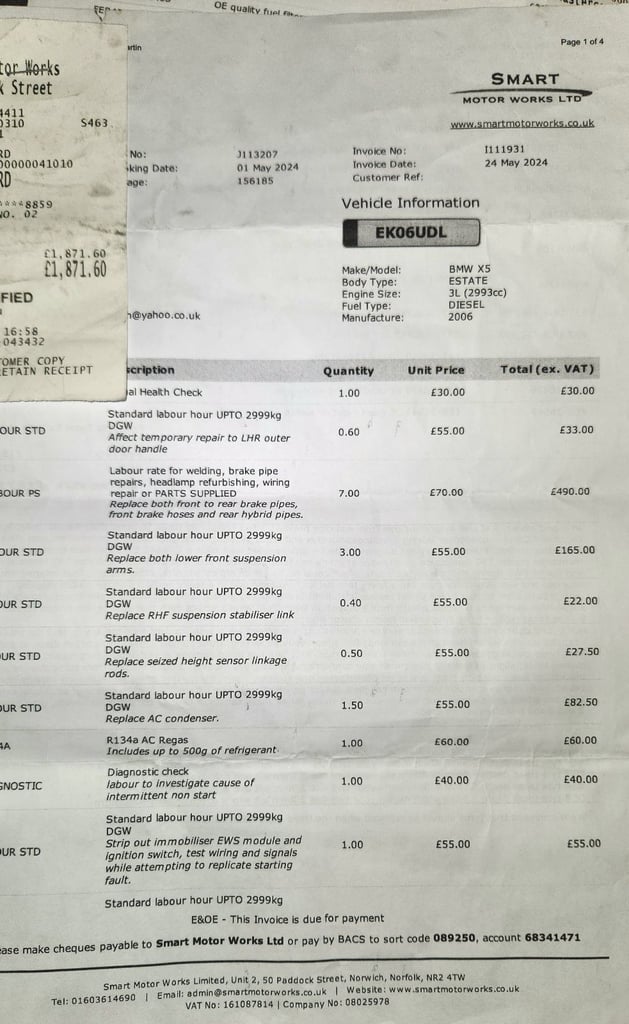 OE quality fuel
Page 1 of 4
SMART
MOTOR WORKS LTD
www.smartmotorworks.co.uk
tor Works
k Street
4411
0310 S463
RD
00000041010
RD
****8859
NO. 02
£1,871.60
£1,871.60
FIED
16:58
043432
OMER COPY
ETAIN RECEIPT
artin
No: J113207
king Date: 01 May 2024
age: 156185
Invoice No: I111931
Invoice Date: 24 May 2024
Customer Ref:
Vehicle Information
EK06UDL
Make/Model: BMW X5
Body Type: ESTATE
Engine Size: 3L (2993cc)
Fuel Type: DIESEL
Manufacture: 2006
@yahoo.co.uk
scription Quantity Unit Price Total (ex. VAT)
al Health Check 1.00 £30.00 £30.00
Standard labour hour UPTO 2999kg
DGW
OUR STD 0.60 £55.00 £33.00
Affect temporary repair to LHR outer
door handle
Labour rate for welding, brake pipe
repairs, headlamp refurbishing, wiring
repair or PARTS SUPPLIED
BOUR PS 7.00 £70.00 £490.00
Replace both front to rear brake pipes,
front brake hoses and rear hybrid pipes.
Standard labour hour UPTO 2999kg
DGW
OUR STD 3.00 £55.00 £165.00
Replace both lower front suspension
arms.
Standard labour hour UPTO 2999kg
DGW
OUR STD 0.40 £55.00 £22.00
Replace RHF suspension stabiliser link
Standard labour hour UPTO 2999kg
DGW
OUR STD 0.50 £55.00 £27.50
Replace seized height sensor linkage
rods.
Standard labour hour UPTO 2999kg
DGW
OUR STD 1.50 £55.00 £82.50
Replace AC condenser.
R134a AC Regas
4A 1.00 £60.00 £60.00
Includes up to 500g of refrigerant
Diagnostic check
GNOSTIC 1.00 £40.00 £40.00
labour to investigate cause of
intermittent non start
Standard labour hour UPTO 2999kg
DGW
OUR STD 1.00 £55.00 £55.00
Strip out immobiliser EWS module and
ignition switch, test wiring and signals
while attempting to replicate starting
fault.
Standard labour hour UPTO 2999kg
E&OE - This Invoice is due for payment
ease make cheques payable to Smart Motor Works Ltd or pay by BACS to sort code 089250, account 68341471
Smart Motor Works Limited, Unit 2, 50 Paddock Street, Norwich, Norfolk, NR2 4TW
Tel: 01603614690 | Email: admin@smartmotorworks.co.uk | Website: www.smartmotorworks.co.uk
VAT No: 161087814 | Company No: 08025978